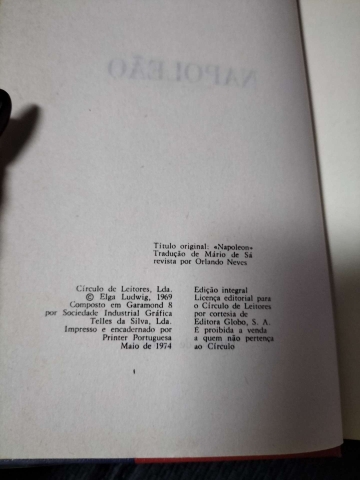 NAPOLEÃO
Título original: «Napoleon»
Tradução de Mário de Sá
revista por Orlando Neves
Círculo de Leitores, Lda.
© Elga Ludwig, 1969
Composto em Garamond 8
por Sociedade Industrial Gráfica
Telles da Silva, Lda.
Impresso e encadernado por
Printer Portuguesa
Maio de 1974
Edição integral
Licença editorial para
o Círculo de Leitores
por cortesia de
Editora Globo, S. A.
É proibida a venda
a quem não pertença
ao Círculo